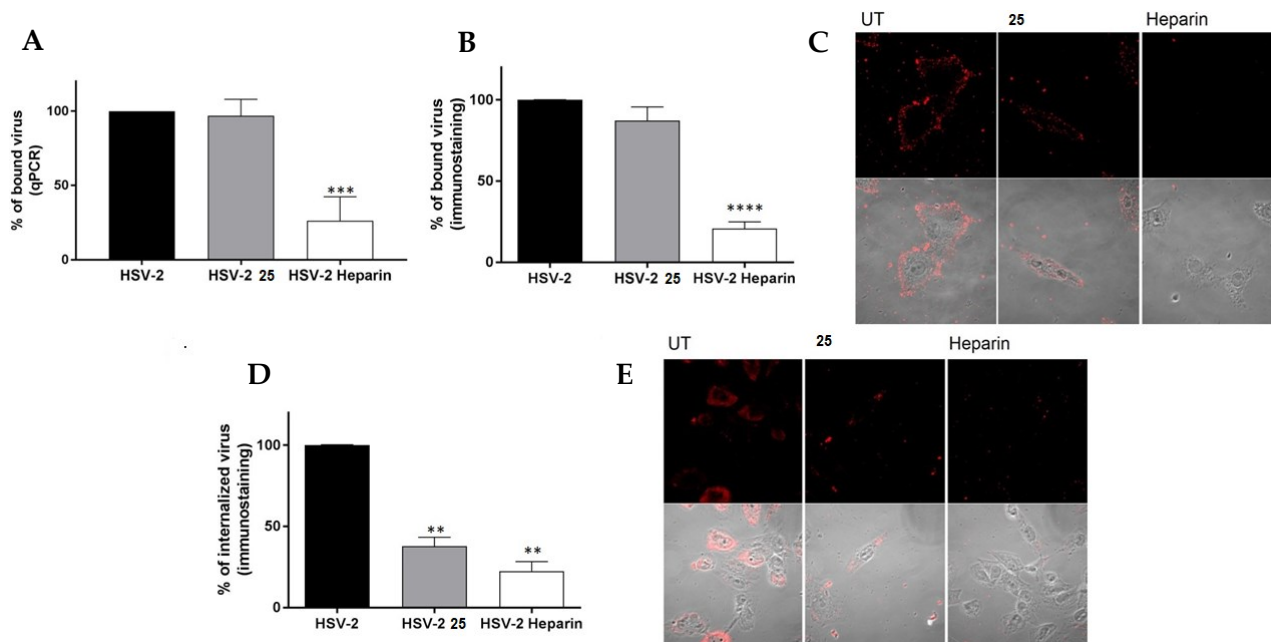 A
% of bound virus
(qPCR)
100
50
0
***
HSV-2
HSV-2 25
HSV-2 Heparin
B
% of bound virus
(immunostaining)
100
50
0
****
HSV-2
HSV-2 25
HSV-2 Heparin
C
UT
25
Heparin
D
% of internalized virus
(immunostaining)
100
50
0
**
**
HSV-2
HSV-2 25
HSV-2 Heparin
E
UT
25
Heparin